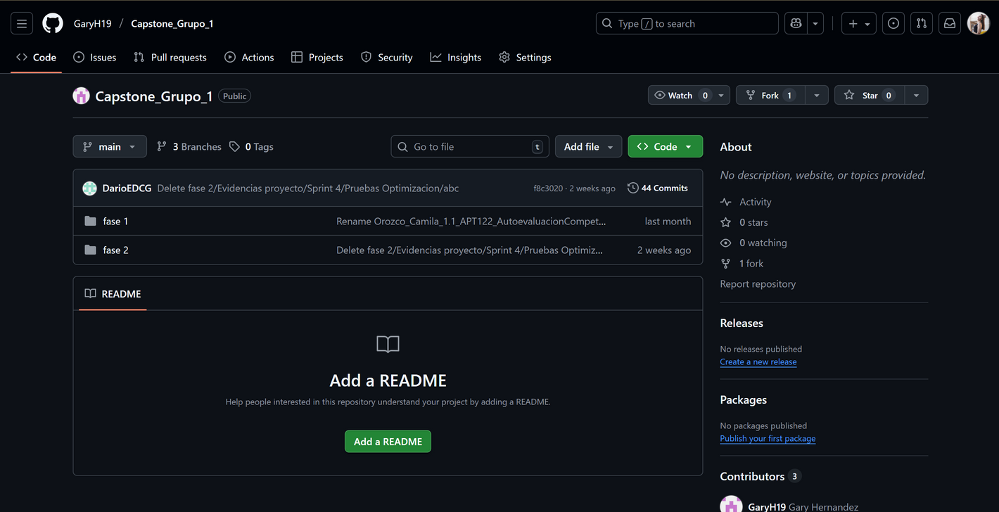 GaryH19 / Capstone_Grupo_1
Type / to search
Code Issues Pull requests Actions Projects Security Insights Settings
Capstone_Grupo_1 Public
Watch 0 Fork 1 Star 0
main 3 Branches 0 Tags
Go to file t Add file Code
DarioEDCG Delete fase 2/Evidencias proyecto/Sprint 4/Pruebas Optimizacion/abc f8c3020 · 2 weeks ago 44 Commits
fase 1 Rename Orozco_Camila_1.1_APT122_AutoevaluacionCompet... last month
fase 2 Delete fase 2/Evidencias proyecto/Sprint 4/Pruebas Optimiz... 2 weeks ago
README
Add a README
Help people interested in this repository understand your project by adding a README.
Add a README
About
No description, website, or topics provided.
Activity
0 stars
0 watching
1 fork
Report repository
Releases
No releases published
Create a new release
Packages
No packages published
Publish your first package
Contributors 3
GaryH19 Gary Hernandez